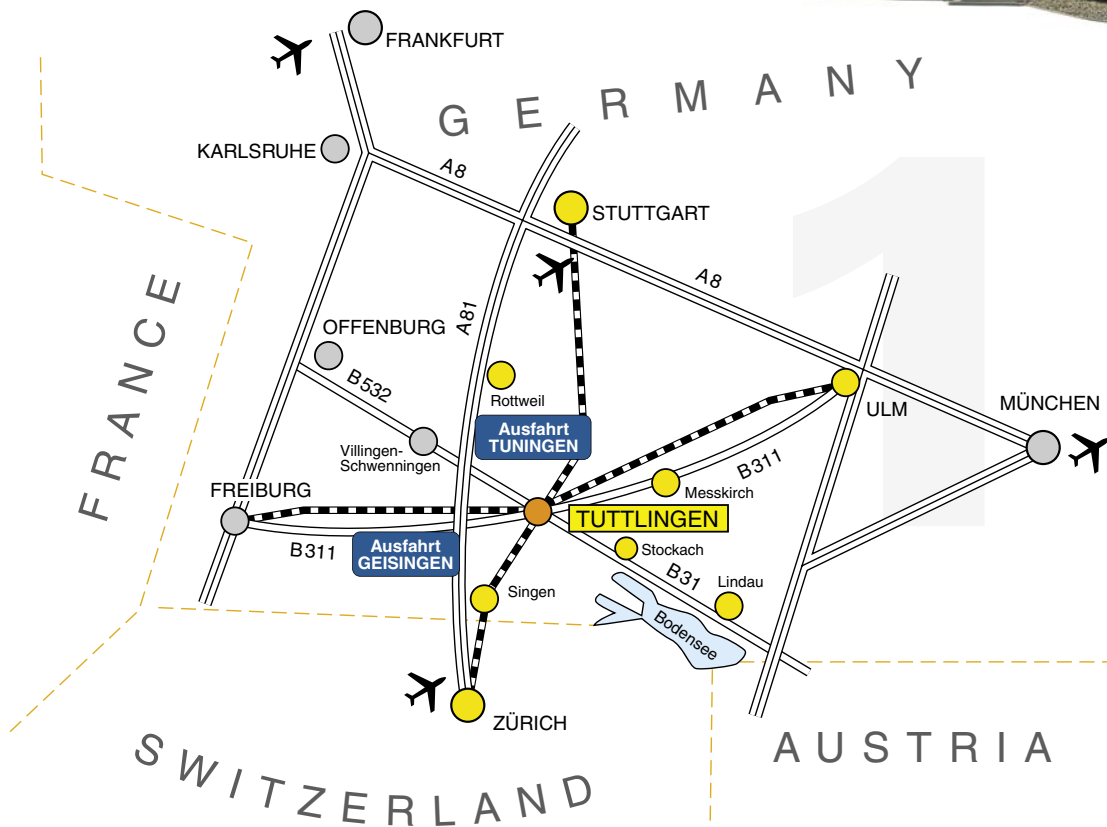 FRANKFURT
GERMANY
KARLSRUHE
A8
STUTTGART
A8
FRANCE
A81
OFFENBURG
B532
Rottweil
ULM
MÜNCHEN
Ausfahrt
TUNINGEN
Villingen-
Schwenningen
B311
Messkirch
FREIBURG
TUTTLINGEN
B311
Ausfahrt
GEISINGEN
Stockach
B31
Lindau
Singen
Bodensee
ZÜRICH
AUSTRIA
SWITZERLAND
1